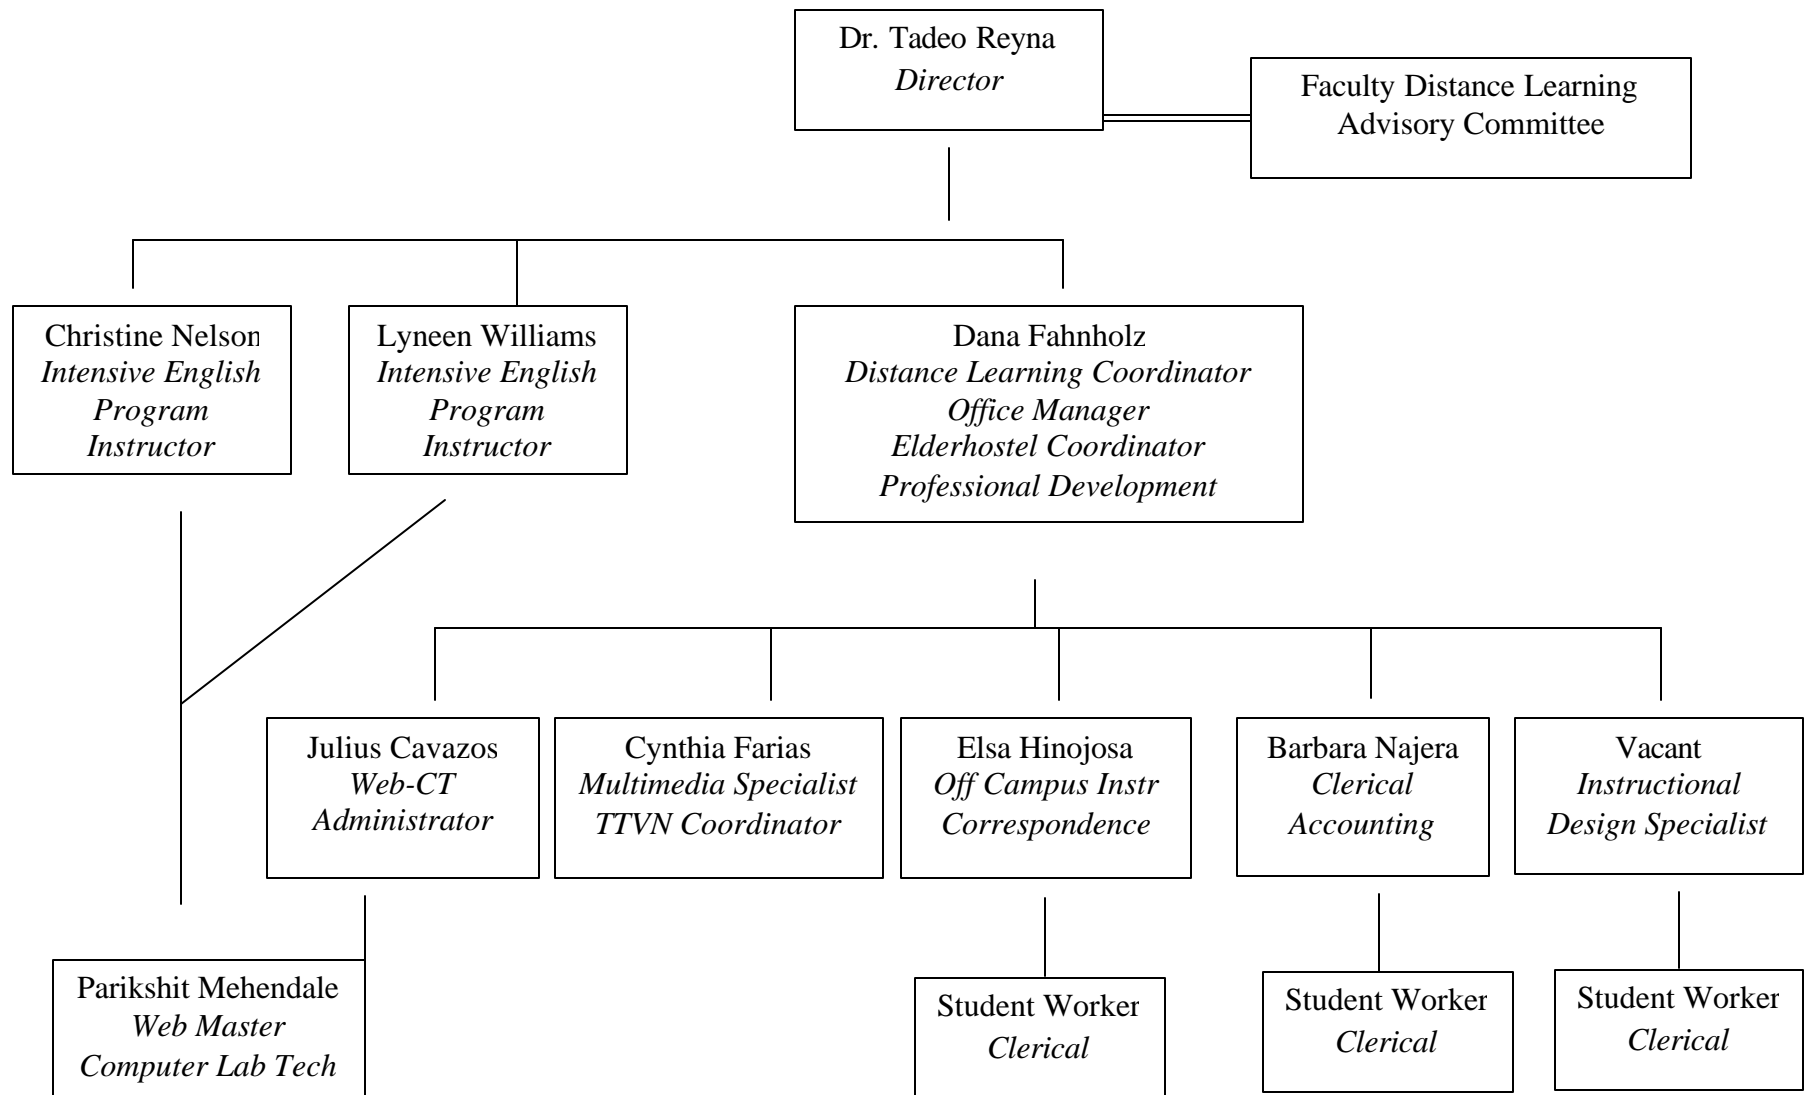 Dr. Tadeo Reyna
Director
Faculty Distance Learning
Advisory Committee
Christine Nelson
Intensive English
Program
Instructor
Lyneen Williams
Intensive English
Program
Instructor
Dana Fahnholz
Distance Learning Coordinator
Office Manager
Elderhostel Coordinator
Professional Development
Julius Cavazos
Web-CT
Administrator
Cynthia Farias
Multimedia Specialist
TTVN Coordinator
Elsa Hinojosa
Off Campus Instr
Correspondence
Barbara Najera
Clerical
Accounting
Vacant
Instructional
Design Specialist
Parikshit Mehendale
Web Master
Computer Lab Tech
Student Worker
Clerical
Student Worker
Clerical
Student Worker
Clerical